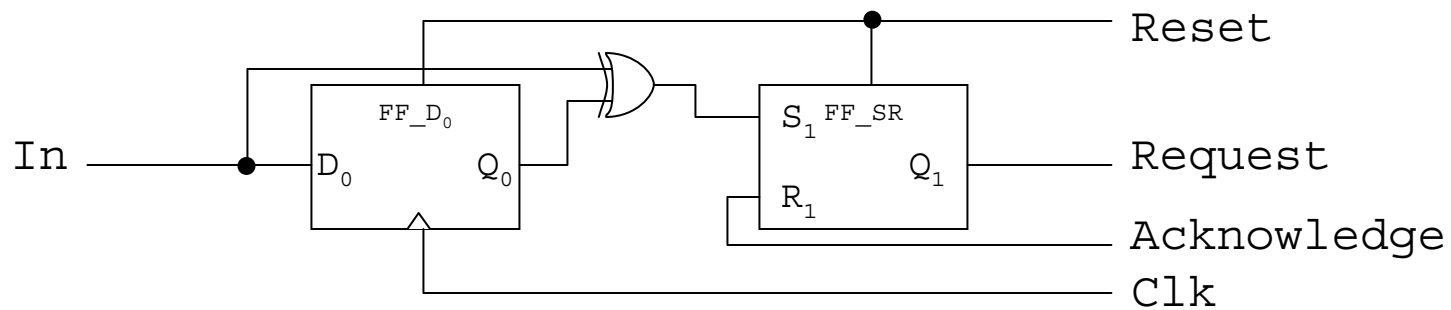 Reset
FF_D₀
S₁ FF_SR
In
D₀ Q₀
Q₁
Request
R₁
Acknowledge
Clk